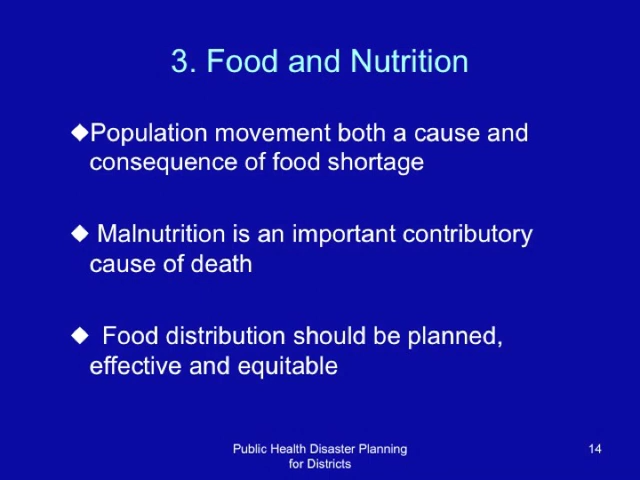 3. Food and Nutrition
◆Population movement both a cause and
consequence of food shortage
◆ Malnutrition is an important contributory
cause of death
◆ Food distribution should be planned,
effective and equitable
Public Health Disaster Planning
for Districts
14